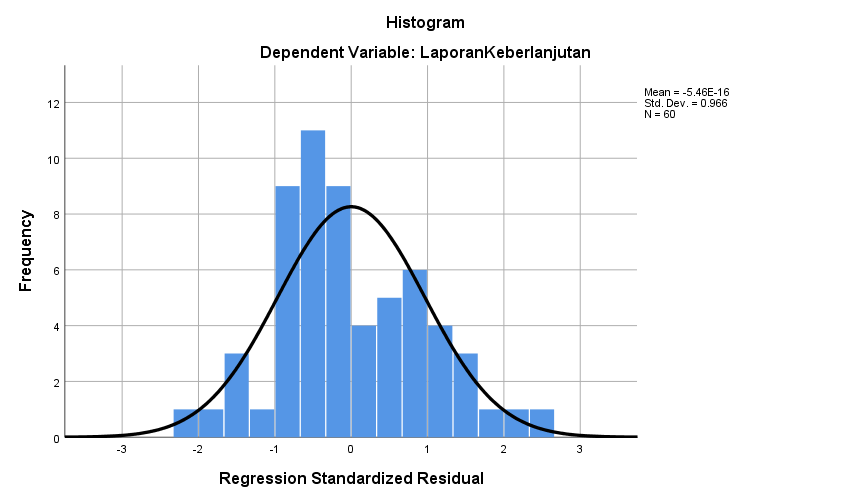 Histogram
Dependent Variable: LaporanKeberlanjutan
Mean = -5.46E-16
Std. Dev. = 0.966
N = 60
Frequency
12
10
8
6
4
2
0
-3
-2
-1
0
1
2
3
Regression Standardized Residual